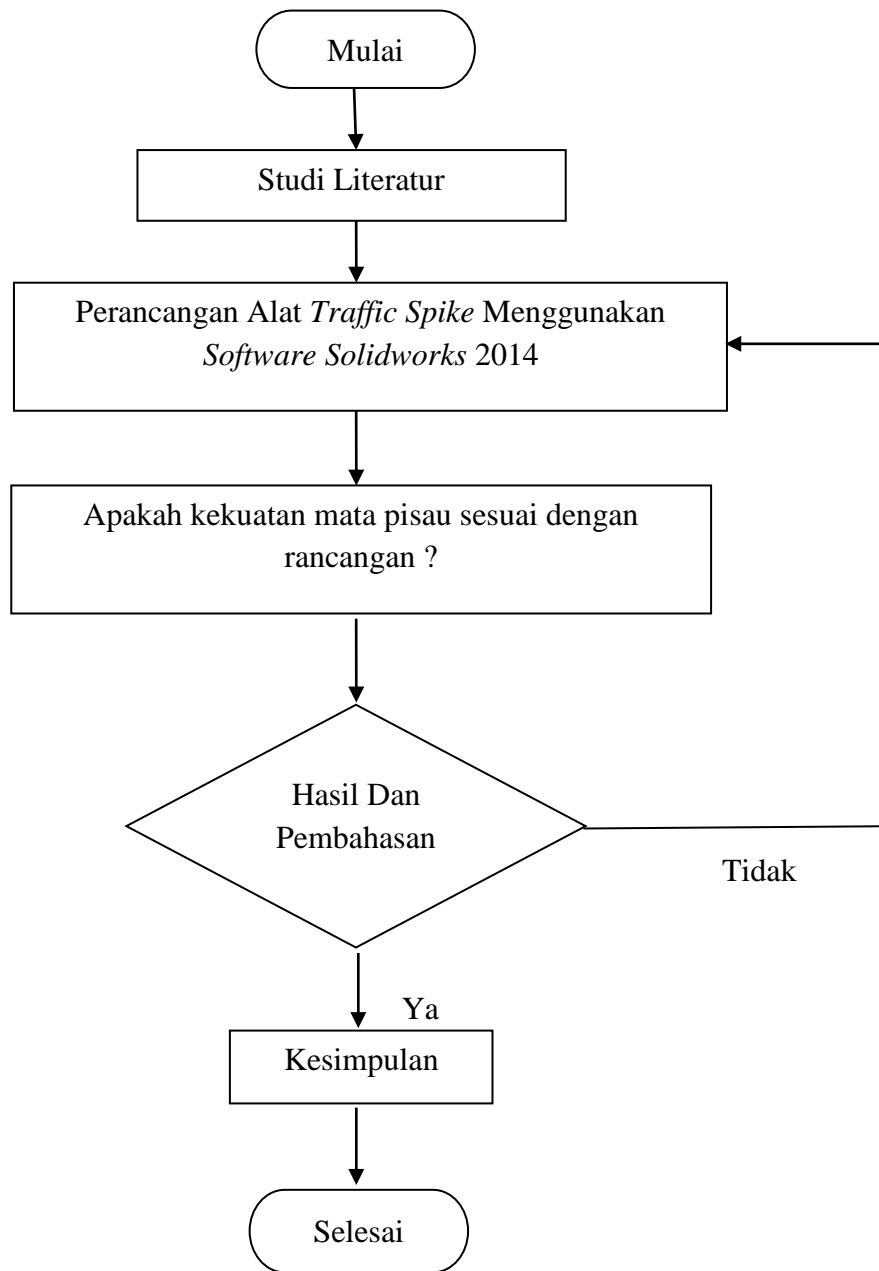 Mulai
Studi Literatur
Perancangan Alat Traffic Spike Menggunakan
Software Solidworks 2014
Apakah kekuatan mata pisau sesuai dengan
rancangan ?
Hasil Dan
Pembahasan
Tidak
Ya
Kesimpulan
Selesai